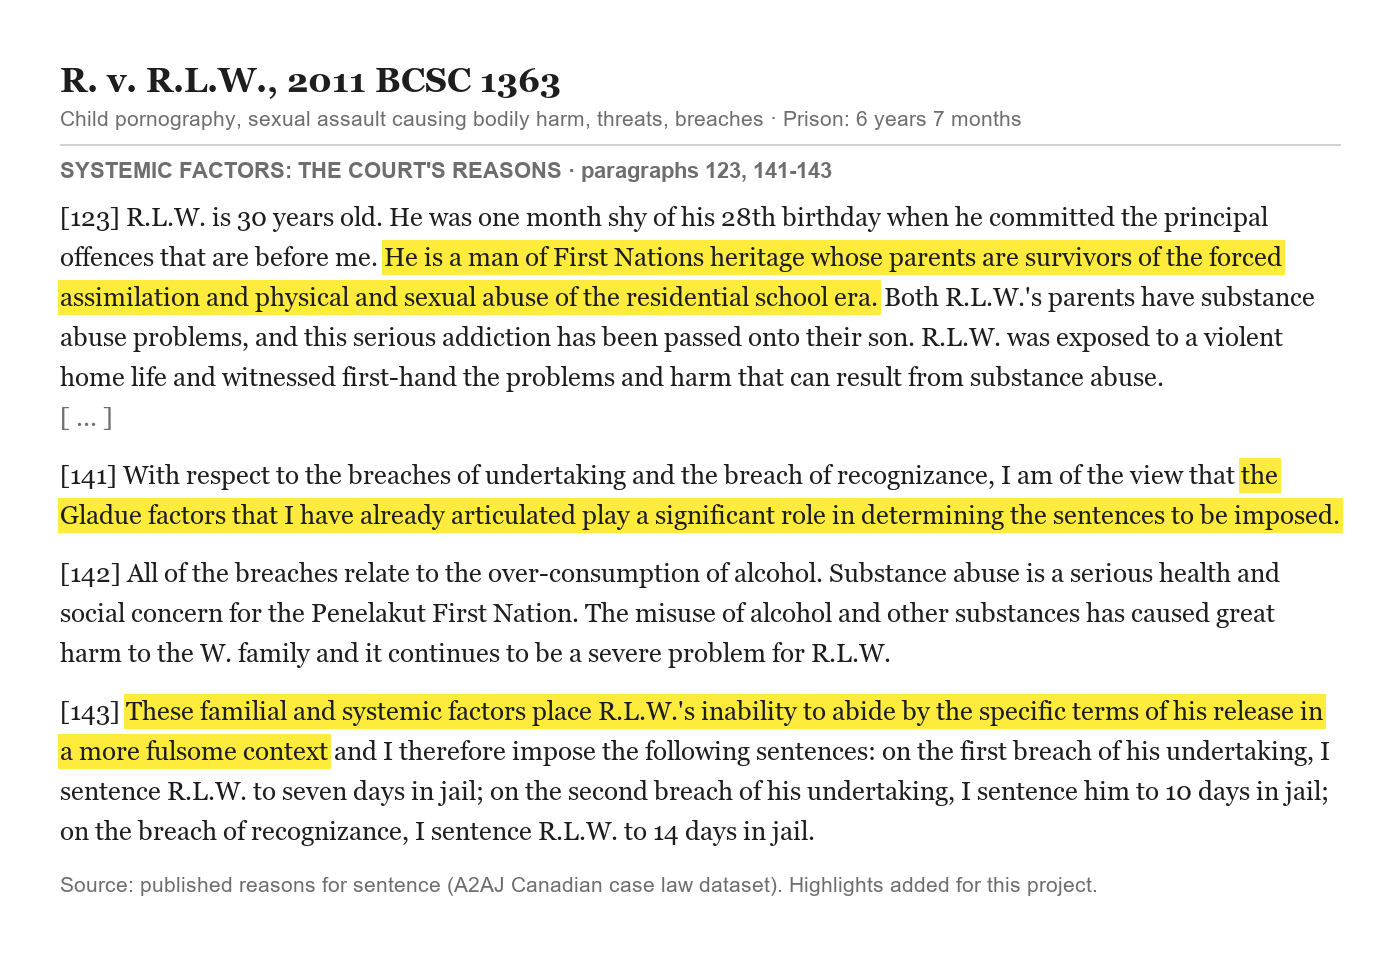 R. v. R.L.W., 2011 BCSC 1363
Child pornography, sexual assault causing bodily harm, threats, breaches · Prison: 6 years 7 months
SYSTEMIC FACTORS: THE COURT'S REASONS · paragraphs 123, 141-143
[123] R.L.W. is 30 years old. He was one month shy of his 28th birthday when he committed the principal
offences that are before me. He is a man of First Nations heritage whose parents are survivors of the forced
assimilation and physical and sexual abuse of the residential school era. Both R.L.W.'s parents have substance
abuse problems, and this serious addiction has been passed onto their son. R.L.W. was exposed to a violent
home life and witnessed first-hand the problems and harm that can result from substance abuse.
[ ... ]
[141] With respect to the breaches of undertaking and the breach of recognizance, I am of the view that the
Gladue factors that I have already articulated play a significant role in determining the sentences to be imposed.
[142] All of the breaches relate to the over-consumption of alcohol. Substance abuse is a serious health and
social concern for the Penelakut First Nation. The misuse of alcohol and other substances has caused great
harm to the W. family and it continues to be a severe problem for R.L.W.
[143] These familial and systemic factors place R.L.W.'s inability to abide by the specific terms of his release in
a more fulsome context and I therefore impose the following sentences: on the first breach of his undertaking, I
sentence R.L.W. to seven days in jail; on the second breach of his undertaking, I sentence him to 10 days in jail;
on the breach of recognizance, I sentence R.L.W. to 14 days in jail.
Source: published reasons for sentence (A2AJ Canadian case law dataset). Highlights added for this project.